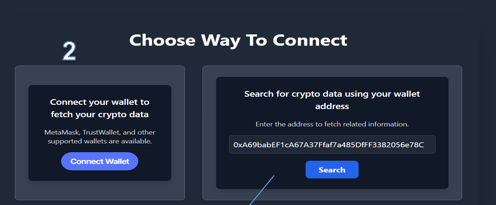 Choose Way To Connect
2
Connect your wallet to
fetch your crypto data
MetaMask, TrustWallet, and other
supported wallets are available.
Connect Wallet
Search for crypto data using your wallet
address
Enter the address to fetch related information.
0xA69babEF1cA67A37Ffaf7a485DfFF3382056e78C
Search